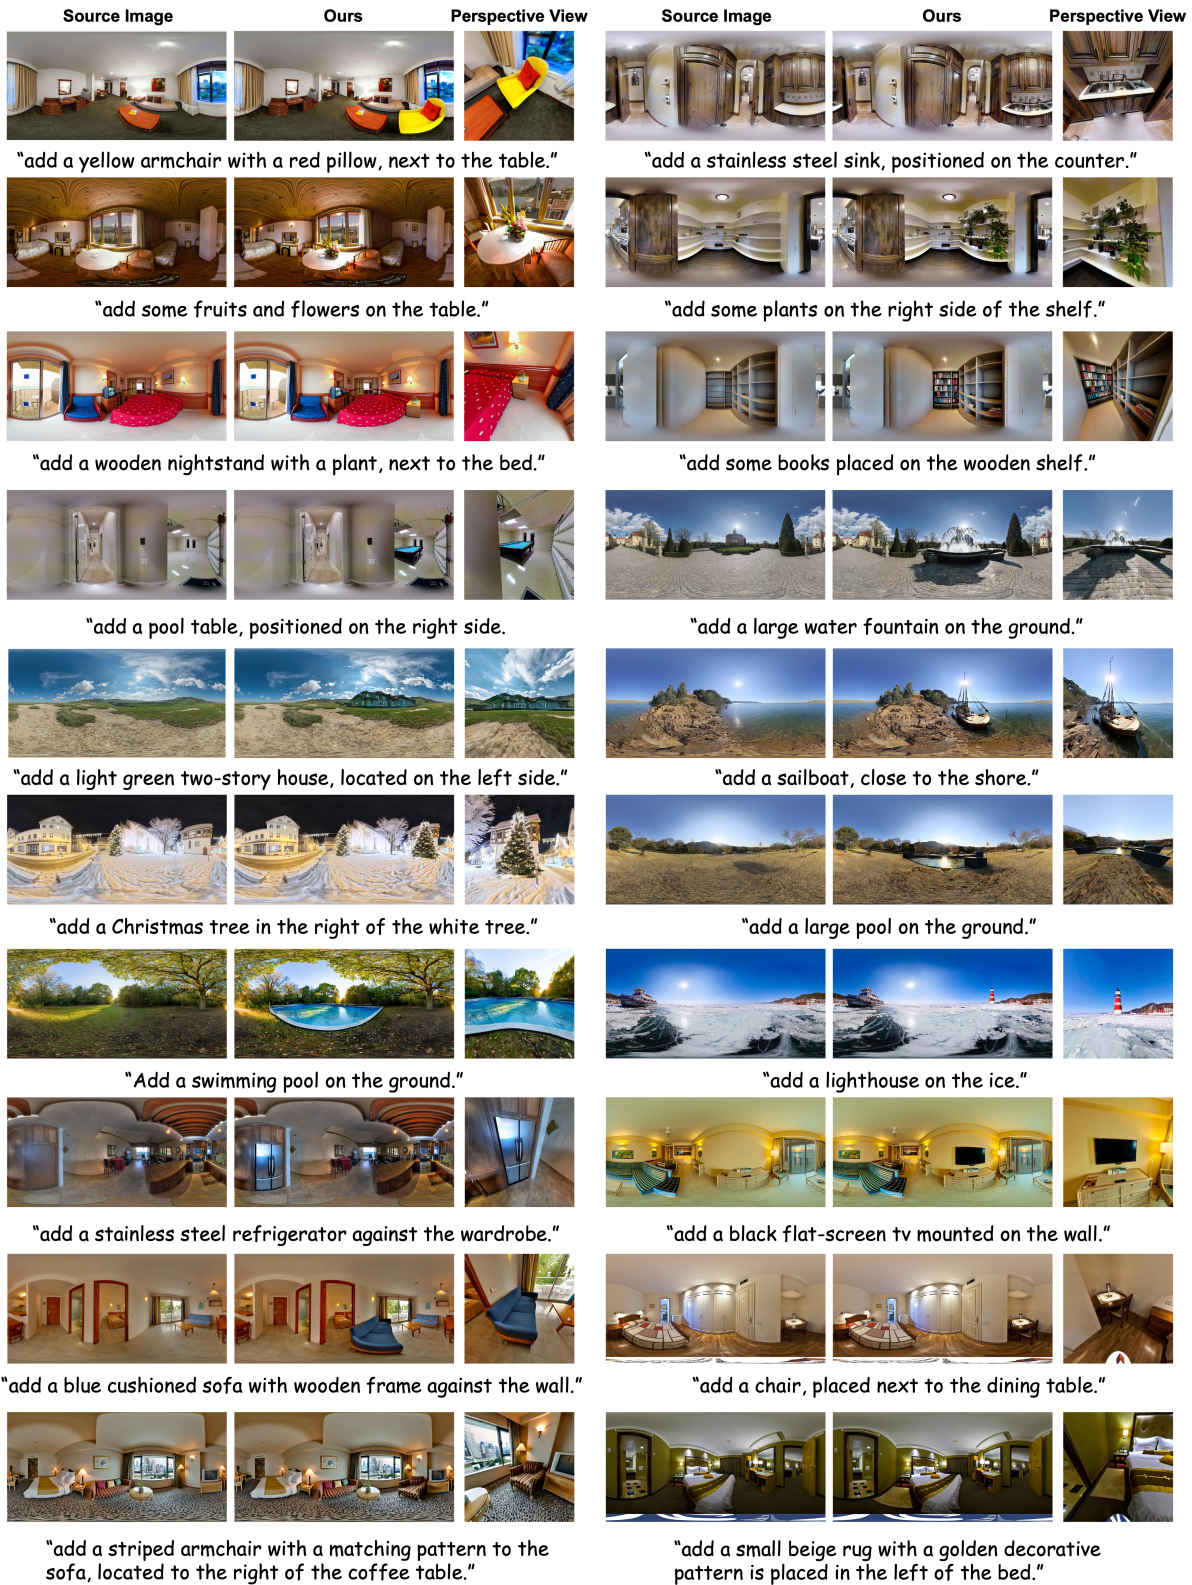 Source Image Ours Perspective View Source Image Ours Perspective View
“add a yellow armchair with a red pillow, next to the table.” “add a stainless steel sink, positioned on the counter.”
“add some fruits and flowers on the table.” “add some plants on the right side of the shelf.”
“add a wooden nightstand with a plant, next to the bed.” “add some books placed on the wooden shelf.”
“add a pool table, positioned on the right side. “add a large water fountain on the ground.”
“add a light green two-story house, located on the left side.” “add a sailboat, close to the shore.”
“add a Christmas tree in the right of the white tree.” “add a large pool on the ground.”
“Add a swimming pool on the ground.” “add a lighthouse on the ice.”
“add a stainless steel refrigerator against the wardrobe.” “add a black flat-screen tv mounted on the wall.”
“add a blue cushioned sofa with wooden frame against the wall.” “add a chair, placed next to the dining table.”
“add a striped armchair with a matching pattern to the
sofa, located to the right of the coffee table.”
“add a small beige rug with a golden decorative
pattern is placed in the left of the bed.”